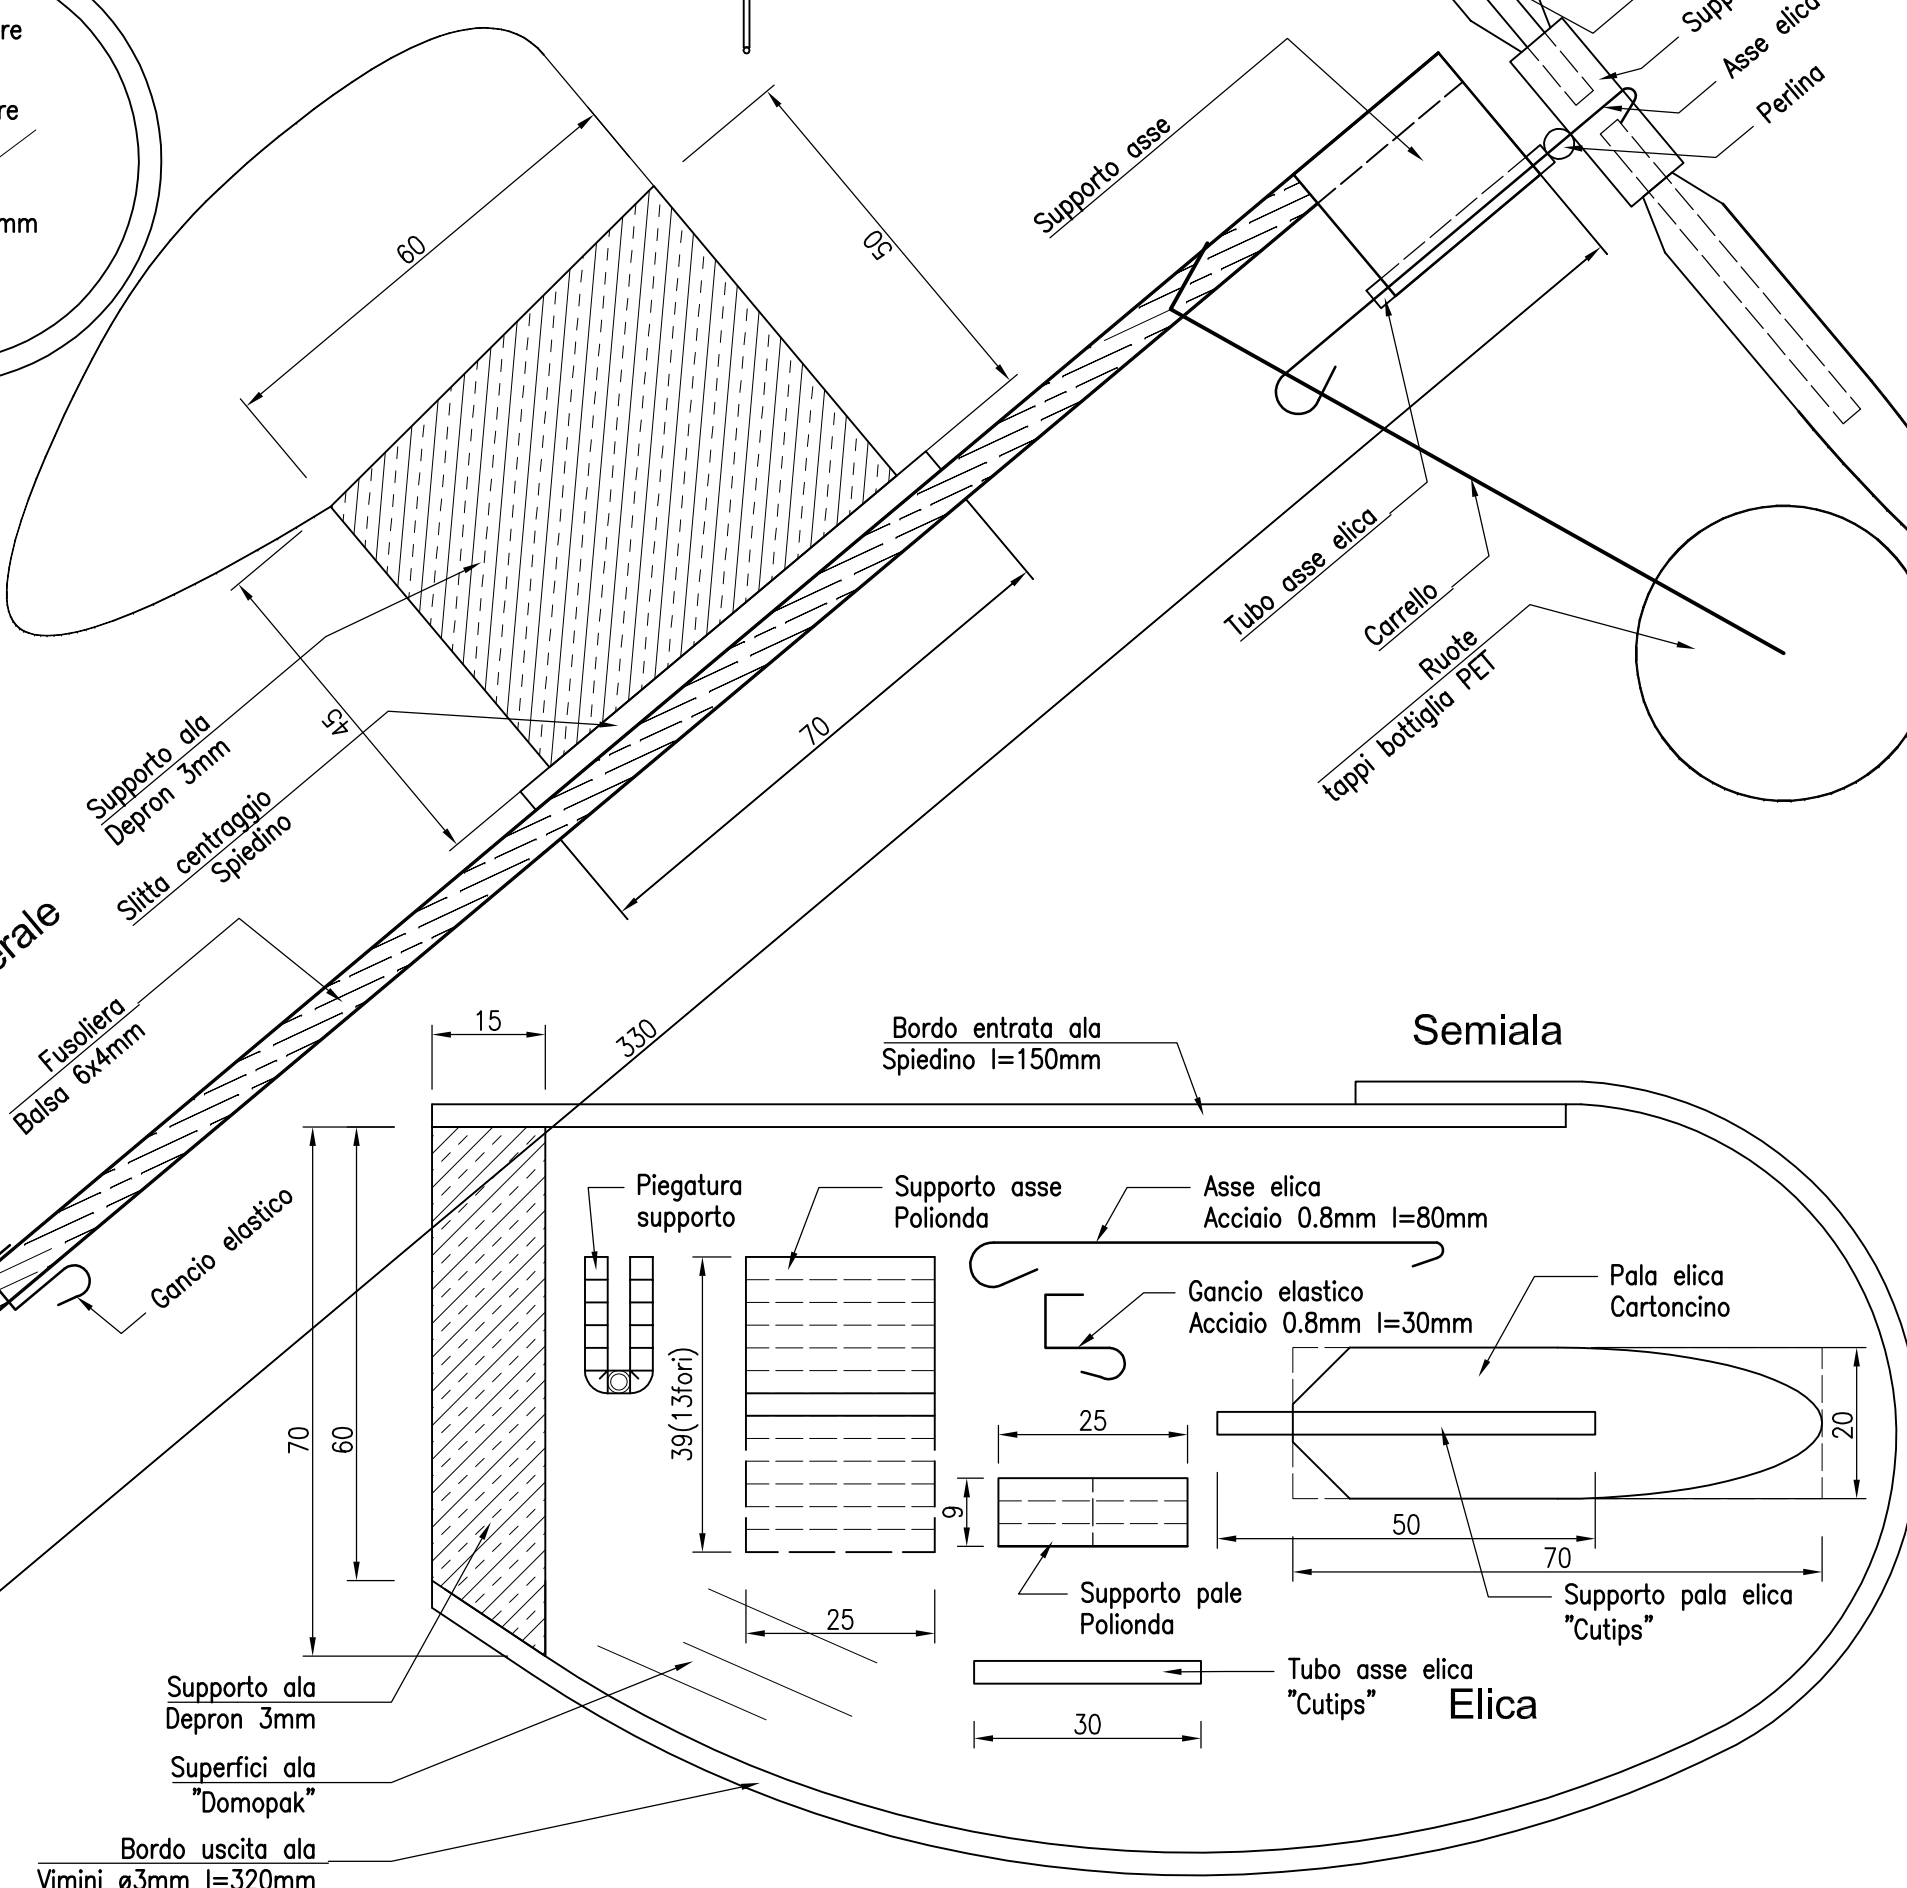 re
re
mm
60
50
Supporto asse
Asse elica
Perlina
Tubo asse elica
Carrello
Ruote
tappi bottiglia PET
45
70
Supporto ala
Depron 3mm
Slitta centraggio
Spiedino
erale
Fusoliera
Balsa 6x4mm
330
Gancio elastico
15
Bordo entrata ala
Spiedino l=150mm
Semiala
Piegatura
supporto
Supporto asse
Polionda
Asse elica
Acciaio 0.8mm l=80mm
Gancio elastico
Acciaio 0.8mm l=30mm
Pala elica
Cartoncino
70
60
39(13fori)
25
9
20
50
70
Supporto pale
Polionda
Supporto pala elica
"Cutips"
25
Tubo asse elica
"Cutips"
Elica
30
Supporto ala
Depron 3mm
Superfici ala
"Domopak"
Bordo uscita ala
Vimini ø3mm l=320mm